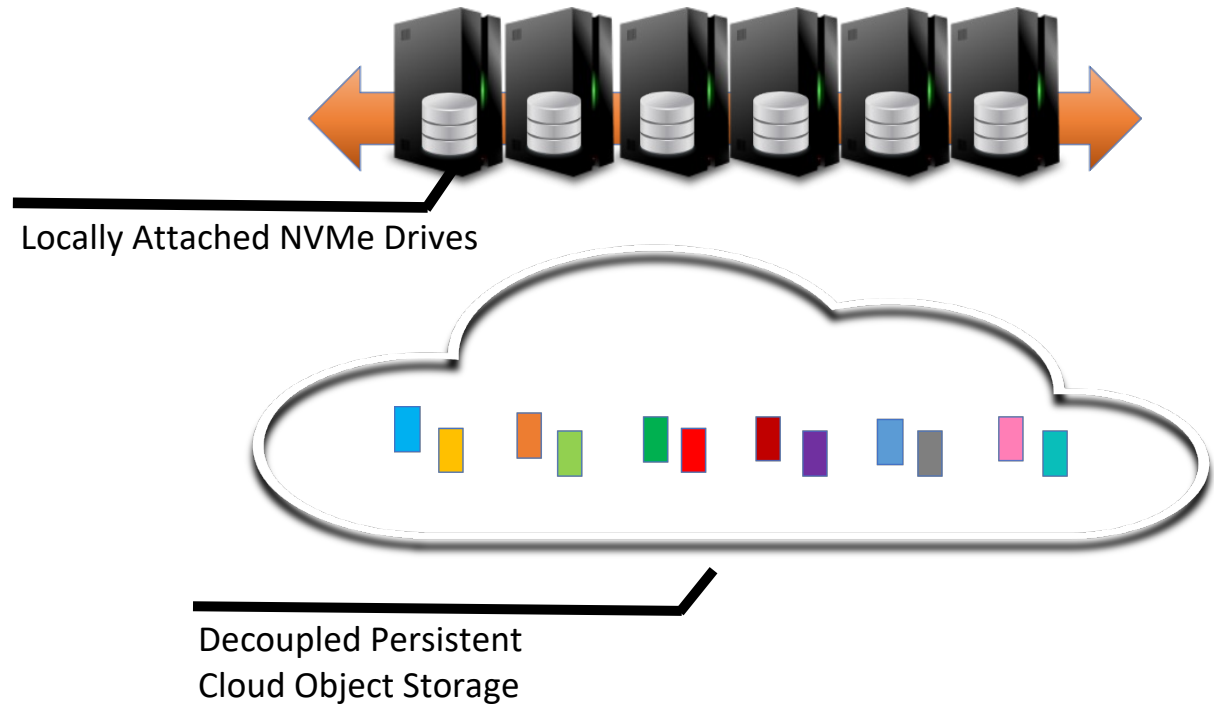 Locally Attached NVMe Drives
Decoupled Persistent
Cloud Object Storage